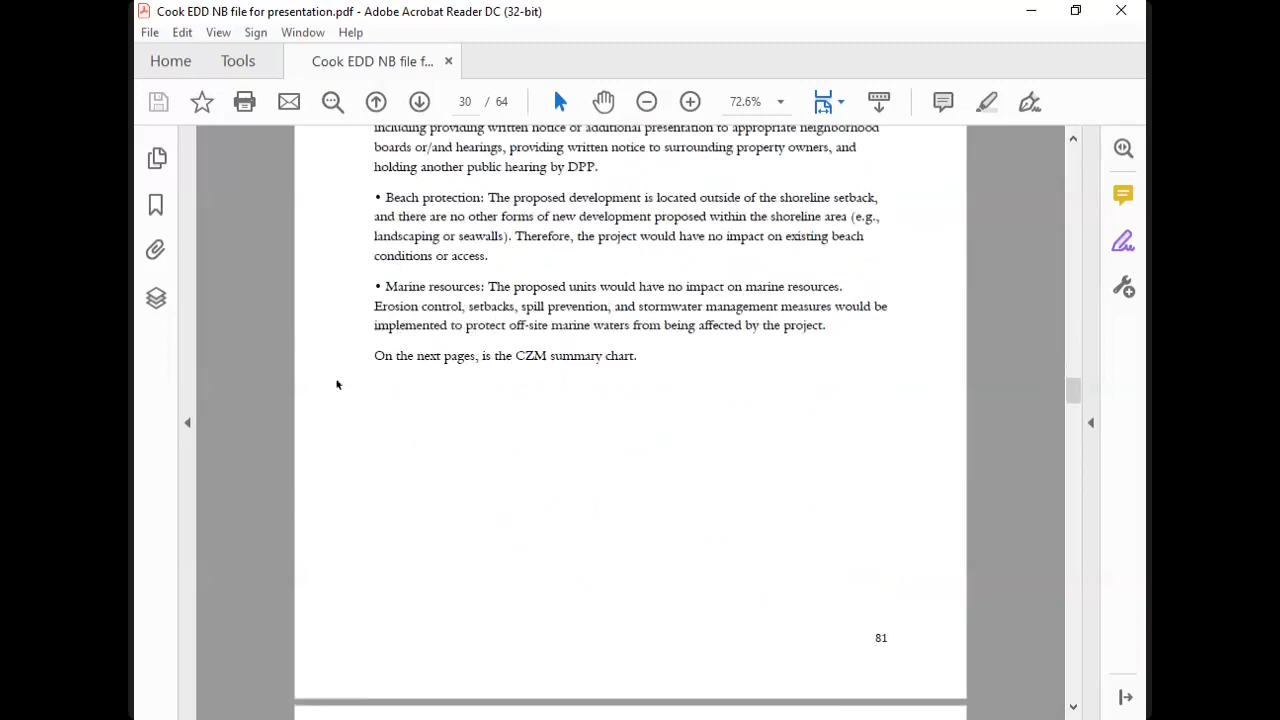 Cook EDD NB file for presentation.pdf - Adobe Acrobat Reader DC (32-bit)
File Edit View Sign Window Help
Home Tools Cook EDD NB file f... ×
30 / 64 72.6%
including providing written notice or additional presentation to appropriate neighborhood
boards or/and hearings, providing written notice to surrounding property owners, and
holding another public hearing by DPP.
• Beach protection: The proposed development is located outside of the shoreline setback,
and there are no other forms of new development proposed within the shoreline area (e.g.,
landscaping or seawalls). Therefore, the project would have no impact on existing beach
conditions or access.
• Marine resources: The proposed units would have no impact on marine resources.
Erosion control, setbacks, spill prevention, and stormwater management measures would be
implemented to protect off-site marine waters from being affected by the project.
On the next pages, is the CZM summary chart.
81